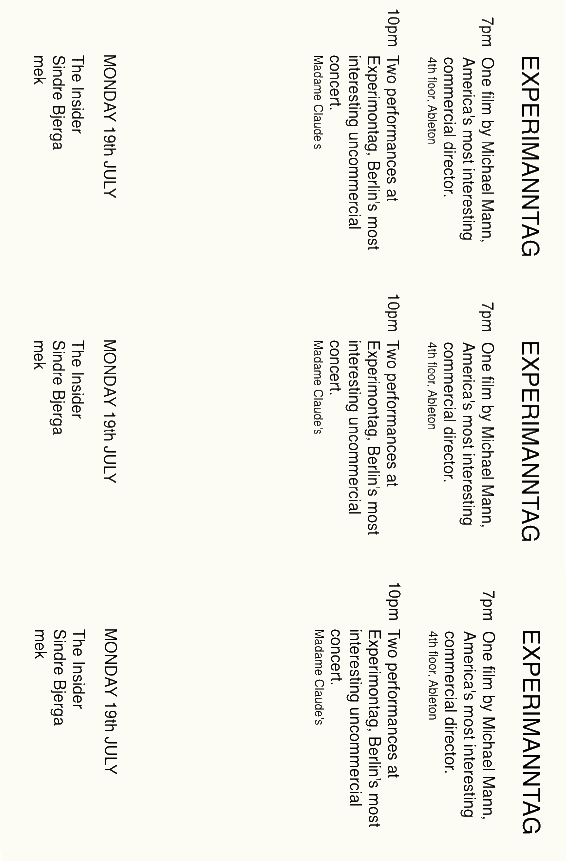 EXPERIMANNTAG
7pm One film by Michael Mann,
America's most interesting
commercial director.
4th floor, Ableton
10pm Two performances at
Experimontag, Berlin's most
interesting uncommercial
concert.
Madame Claude's
MONDAY 19th JULY
The Insider
Sindre Bjerga
mek
EXPERIMANNTAG
7pm One film by Michael Mann,
America's most interesting
commercial director.
4th floor, Ableton
10pm Two performances at
Experimontag, Berlin's most
interesting uncommercial
concert.
Madame Claude's
MONDAY 19th JULY
The Insider
Sindre Bjerga
mek
EXPERIMANNTAG
7pm One film by Michael Mann,
America's most interesting
commercial director.
4th floor, Ableton
10pm Two performances at
Experimontag, Berlin's most
interesting uncommercial
concert.
Madame Claude's
MONDAY 19th JULY
The Insider
Sindre Bjerga
mek